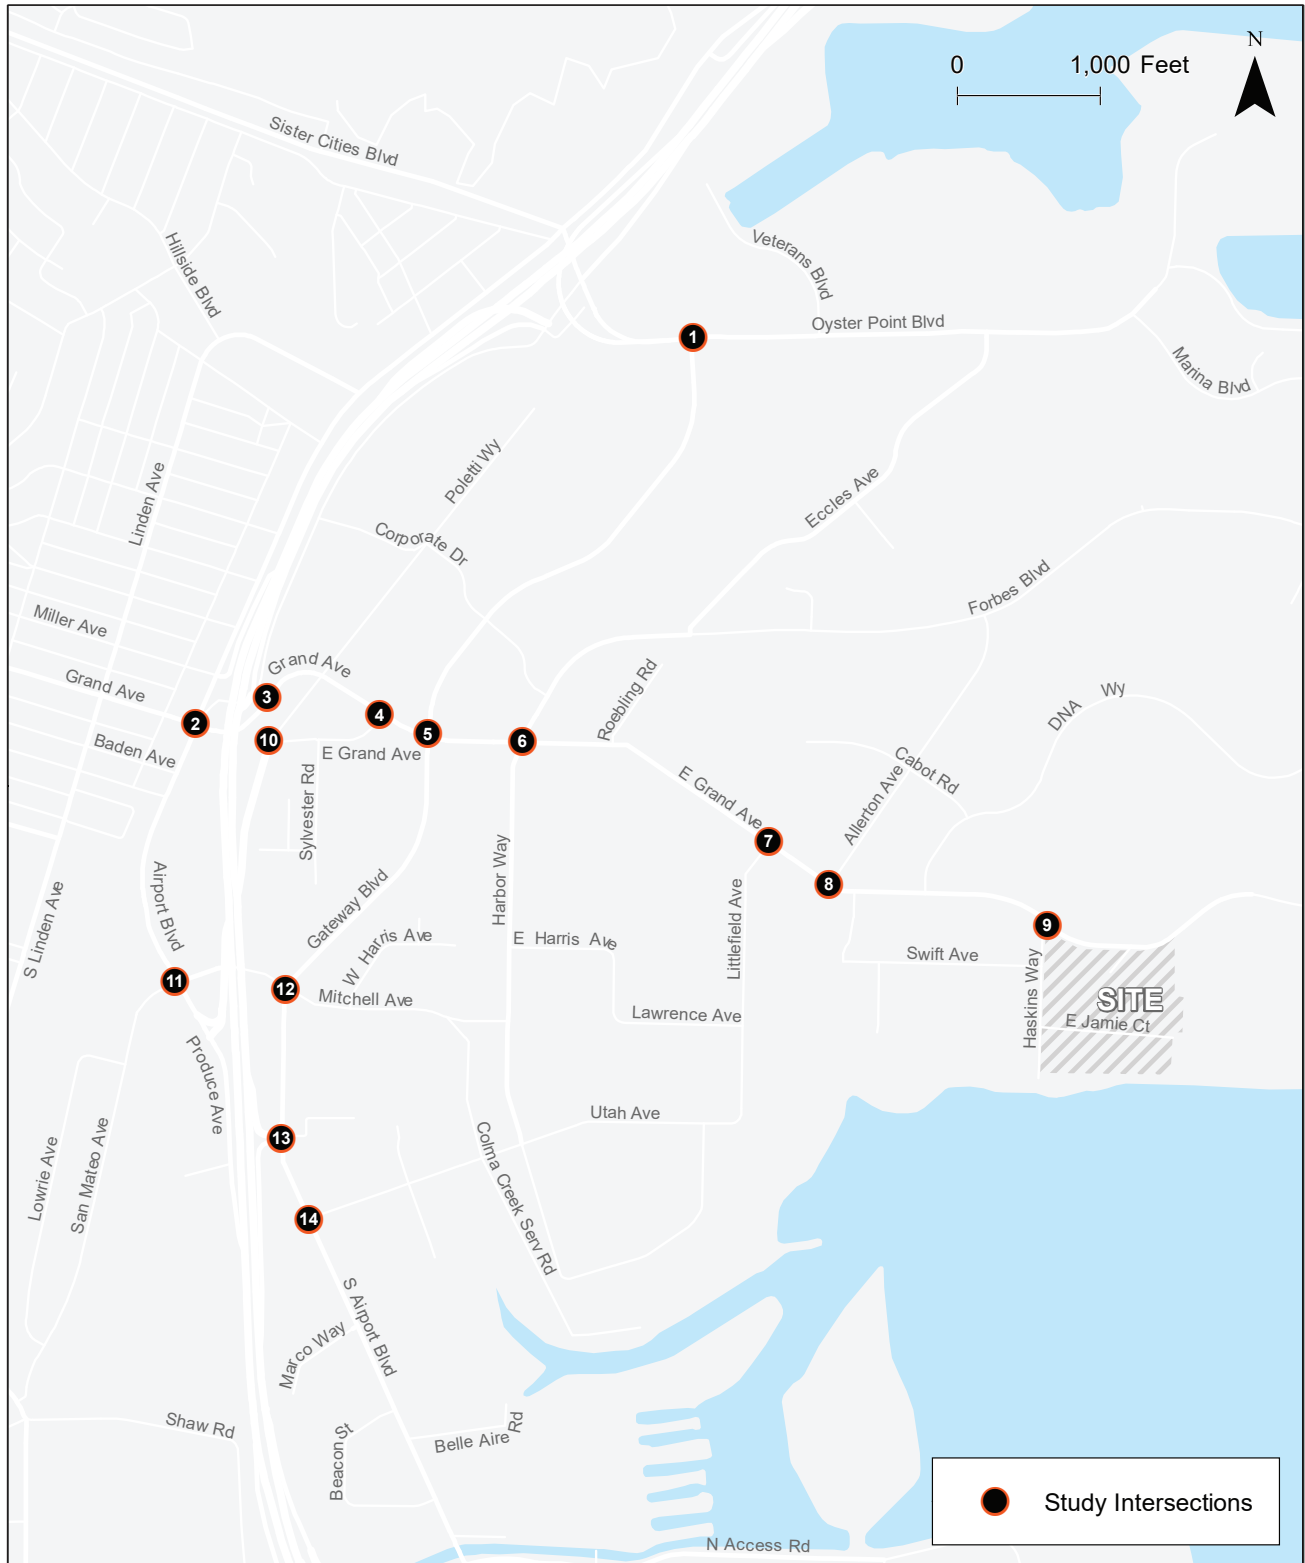 N
0 1,000 Feet
Sister Cities Blvd
Hillside Blvd
Veterans Blvd
Oyster Point Blvd
1
Marina Blvd
Linden Ave
Poletti Wy
Eccles Ave
Corporate Dr
Forbes Blvd
Miller Ave
Grand Ave
Grand Ave
Roebling Rd
DNA Wy
2
3
4
5
6
10
Baden Ave
E Grand Ave
Sylvester Rd
E Grand Ave
Cabot Rd
Allerton Ave
7
8
9
Harbor Way
Airport Blvd
S Linden Ave
Gateway Blvd
W Harris Ave
E Harris Ave
Littlefield Ave
Swift Ave
Haskins Way
SITE
E Jamie Ct
11
12
Mitchell Ave
Lawrence Ave
Produce Ave
Utah Ave
13
14
Lowrie Ave
San Mateo Ave
Colma Creek Serv Rd
S Airport Blvd
Marco Way
Shaw Rd
Beacon St
Belle Aire Rd
N Access Rd
Study Intersections